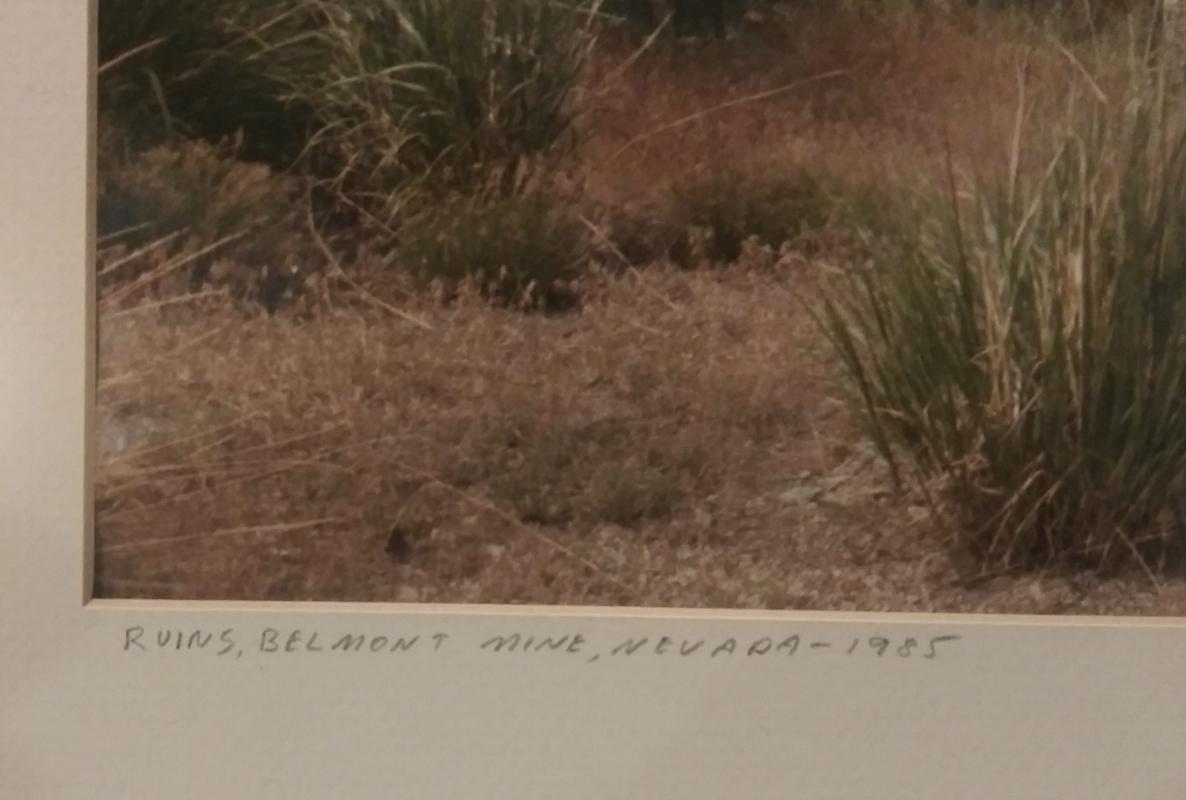 RUINS, BELMONT MINE, NEVADA - 1985